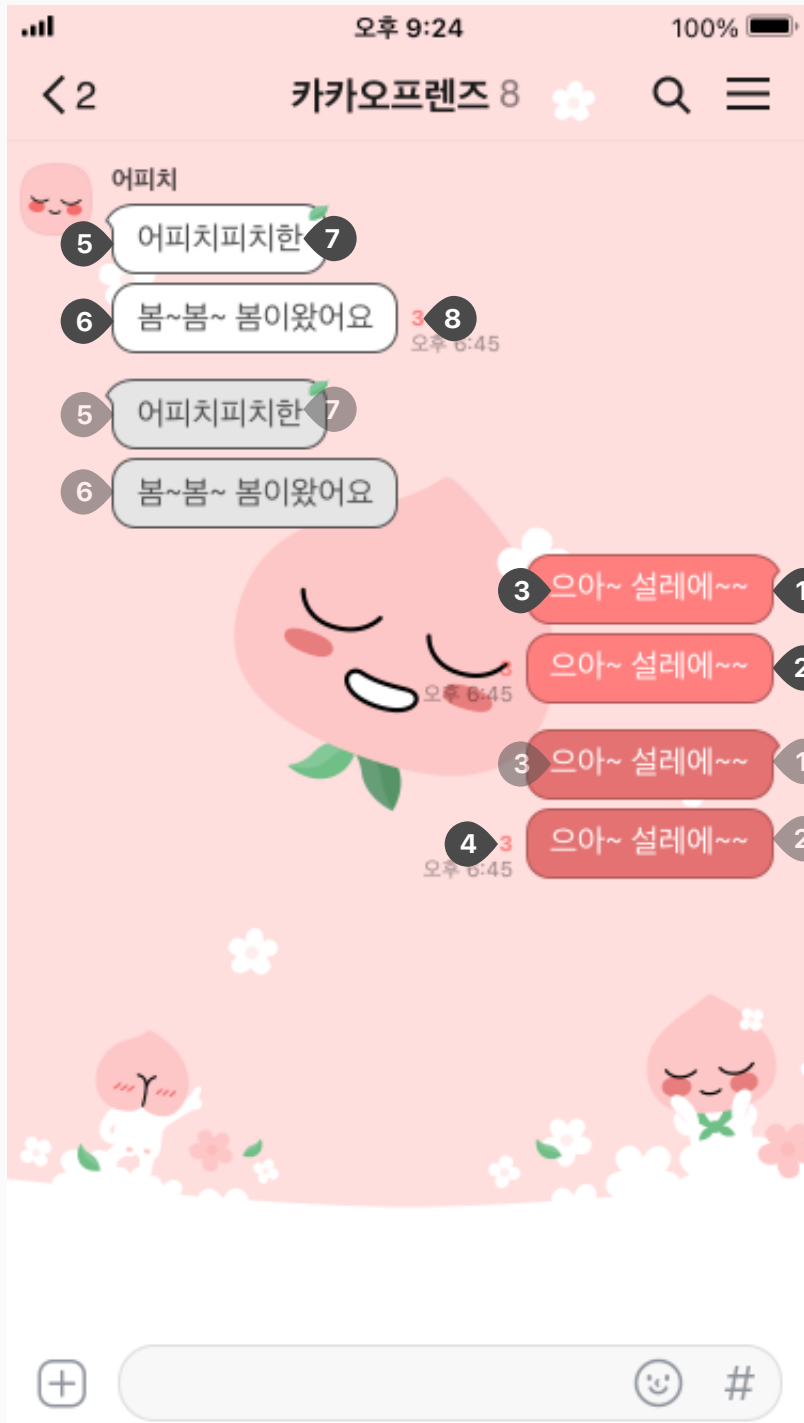 오후 9:24 100%
2 카카오프렌즈 8
어피치
5 어피치피치한 7
6 봄~봄~ 봄이왔어요 3 8
오후 6:45
5 어피치피치한 7
6 봄~봄~ 봄이왔어요
3 으아~ 설레에~~ 1
3 으아~ 설레에~~ 2
오후 6:45
3 으아~ 설레에~~ 1
4 3 으아~ 설레에~~ 2
오후 6:45
#